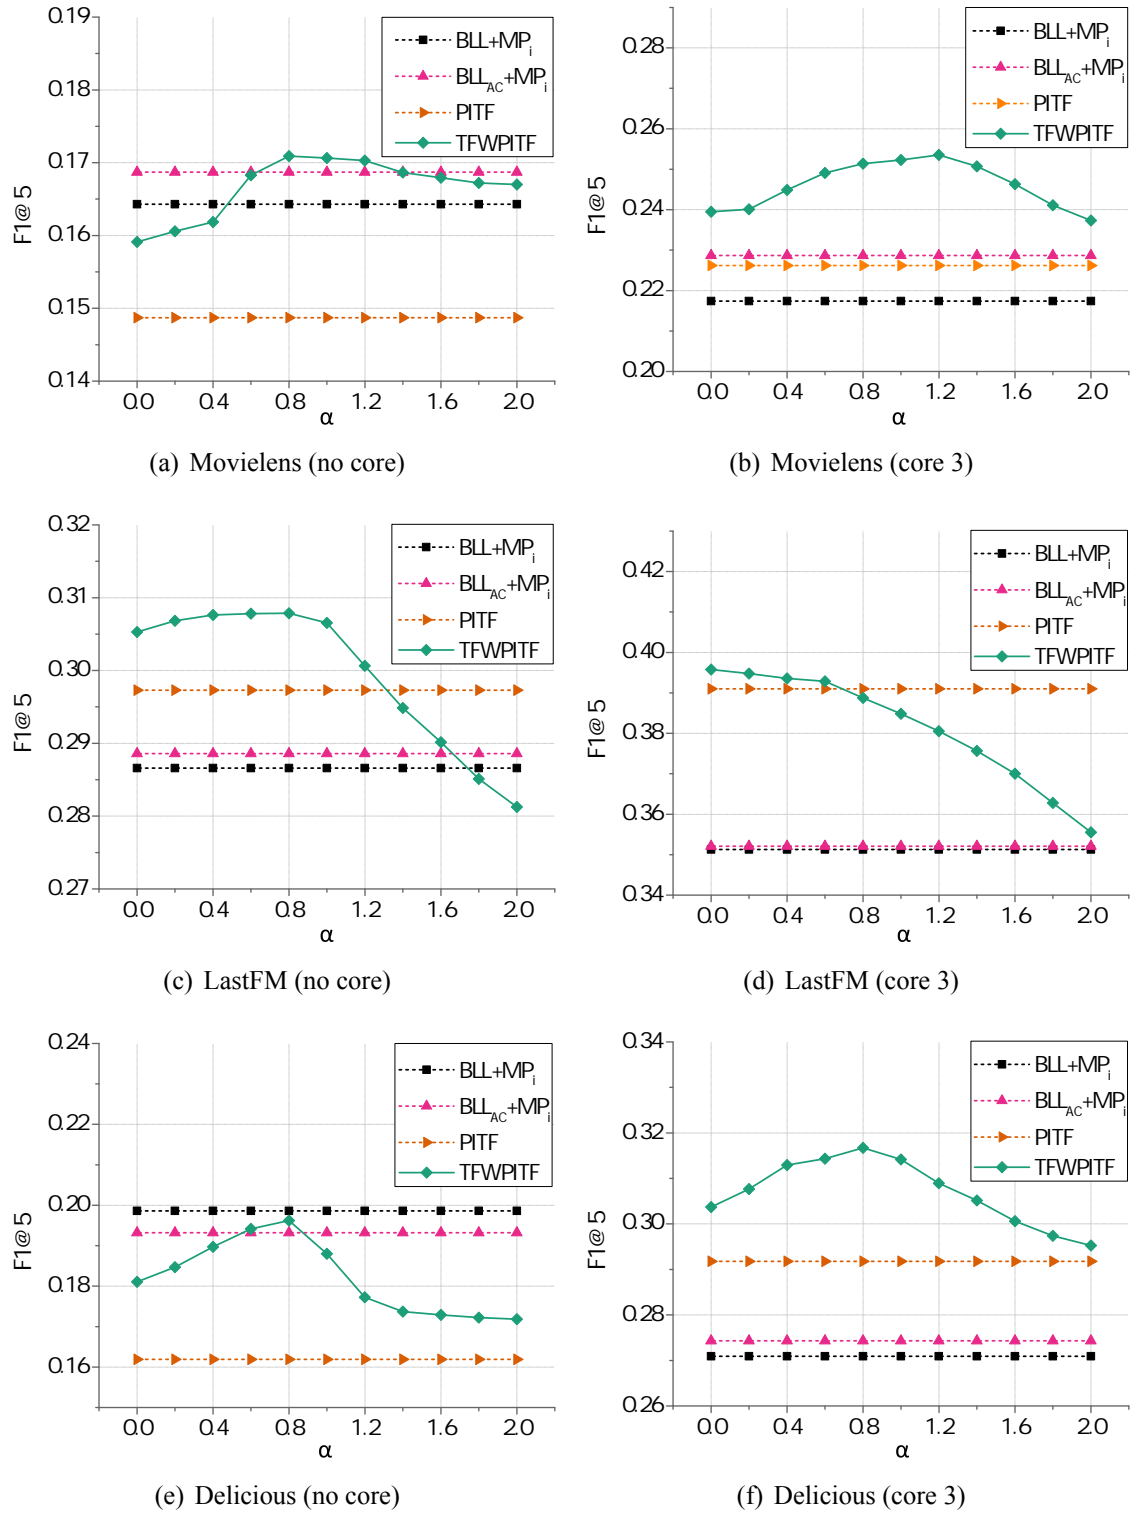 0.19
0.18
0.17
0.16
0.15
0.14
F1@5
BLL+MPi
BLLAC+MPi
PITF
TFWPITF
0.0 0.4 0.8 1.2 1.6 2.0
α
(a) Movielens (no core)
0.28
0.26
0.24
0.22
0.20
F1@5
BLL+MPi
BLLAC+MPi
PITF
TFWPITF
0.0 0.4 0.8 1.2 1.6 2.0
α
(b) Movielens (core 3)
0.32
0.31
0.30
0.29
0.28
0.27
F1@5
BLL+MPi
BLLAC+MPi
PITF
TFWPITF
0.0 0.4 0.8 1.2 1.6 2.0
α
(c) LastFM (no core)
0.42
0.40
0.38
0.36
0.34
F1@5
BLL+MPi
BLLAC+MPi
PITF
TFWPITF
0.0 0.4 0.8 1.2 1.6 2.0
α
(d) LastFM (core 3)
0.24
0.22
0.20
0.18
0.16
F1@5
BLL+MPi
BLLAC+MPi
PITF
TFWPITF
0.0 0.4 0.8 1.2 1.6 2.0
α
(e) Delicious (no core)
0.34
0.32
0.30
0.28
0.26
F1@5
BLL+MPi
BLLAC+MPi
PITF
TFWPITF
0.0 0.4 0.8 1.2 1.6 2.0
α
(f) Delicious (core 3)